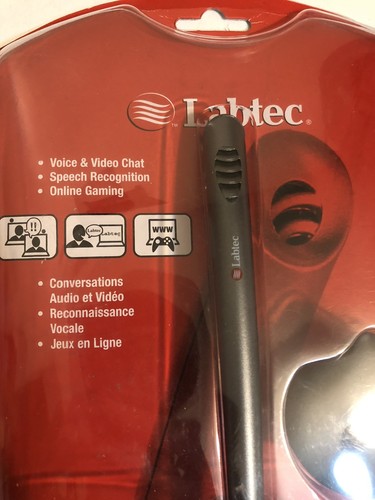 Labtec
• Voice & Video Chat
• Speech Recognition
• Online Gaming
!!
Labtec
WWW
Labtec
• Conversations
Audio et Vidéo
• Reconnaissance
Vocale
• Jeux en Ligne